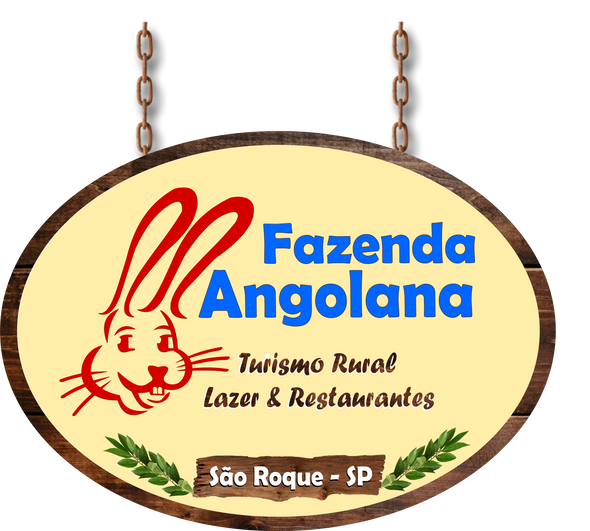 Fazenda
Angolana
Turismo Rural
Lazer & Restaurantes
São Roque - SP